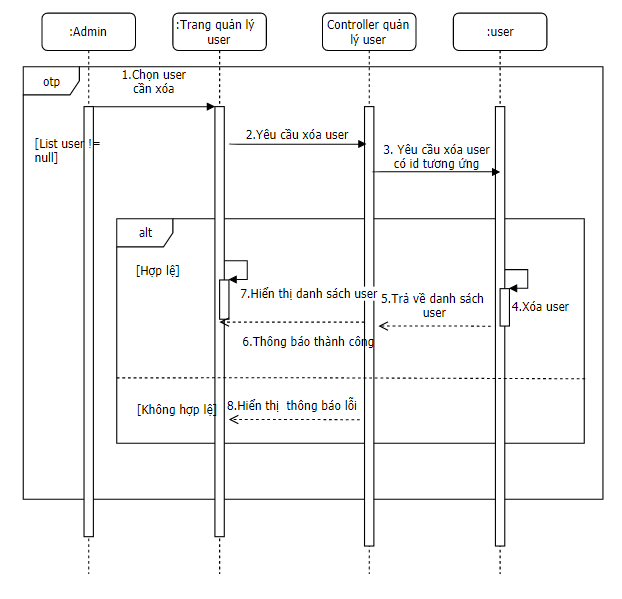 :Admin
:Trang quản lý
user
Controller quản
lý user
:user
otp
1.Chọn user
cần xóa
[List user !=
null]
2.Yêu cầu xóa user
3. Yêu cầu xóa user
có id tương ứng
alt
[Hợp lệ]
7.Hiển thị danh sách user
5.Trả về danh sách
user
4.Xóa user
6.Thông báo thành công
[Không hợp lệ]
8.Hiển thị  thông báo lỗi